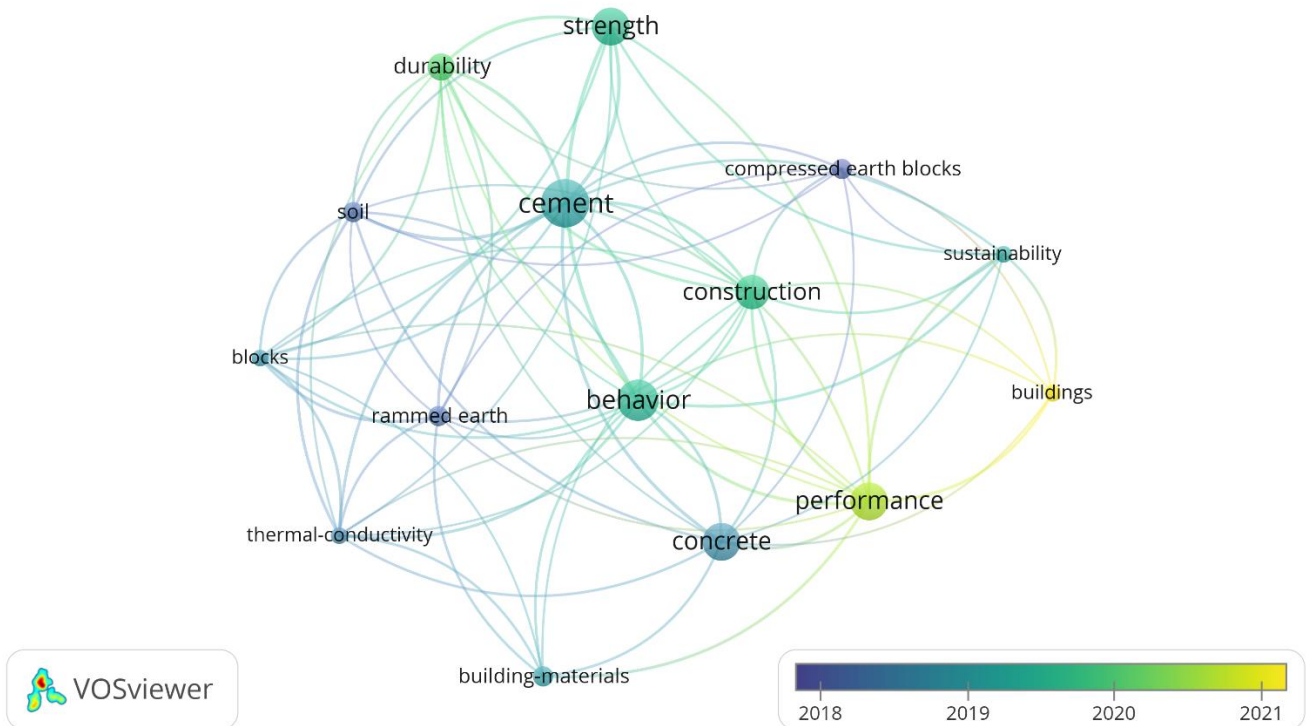 strength
durability
compressed earth blocks
cement
soil
sustainability
construction
blocks
buildings
behavior
rammed earth
performance
thermal-conductivity
concrete
building-materials
VOSviewer
2018 2019 2020 2021